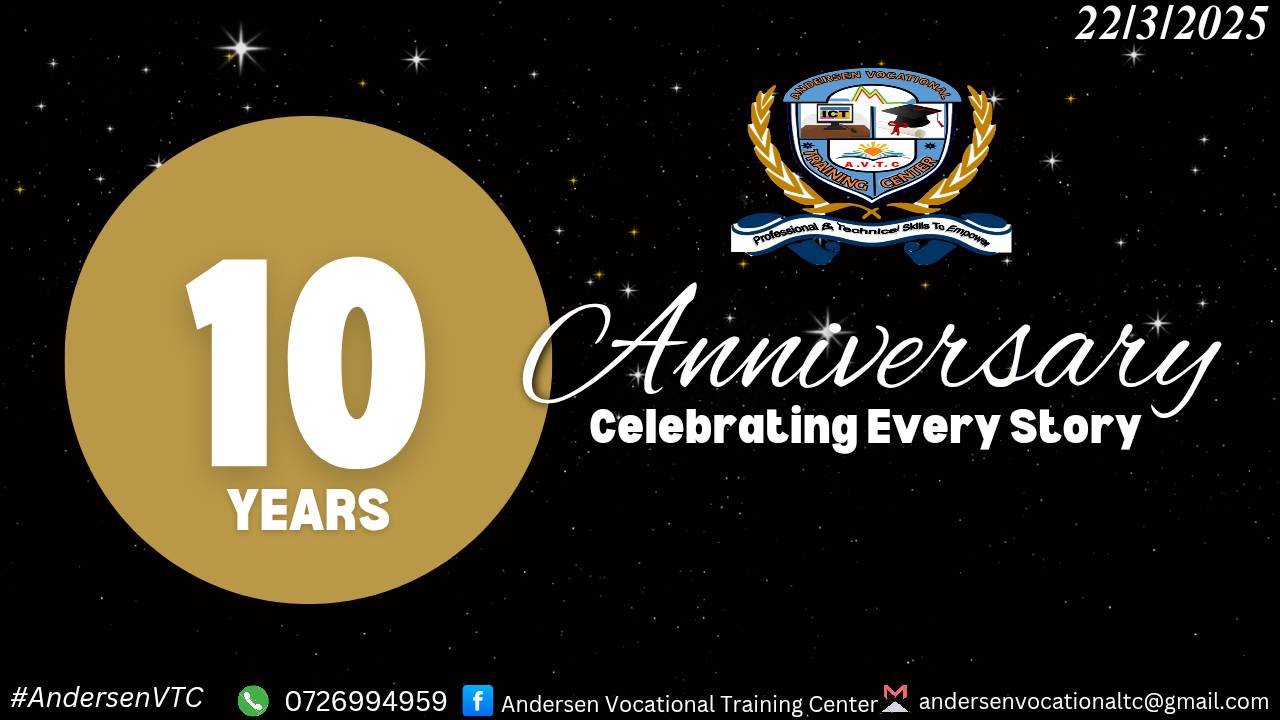 22/3/2025
ANDERSEN VOCATIONAL
ICT
A.V.T.C
TRAINING CENTER
Professional & Technical Skills To Empower
10
YEARS
Anniversary
Celebrating Every Story
#AndersenVTC
0726994959
Andersen Vocational Training Center
andersenvocationaltc@gmail.com